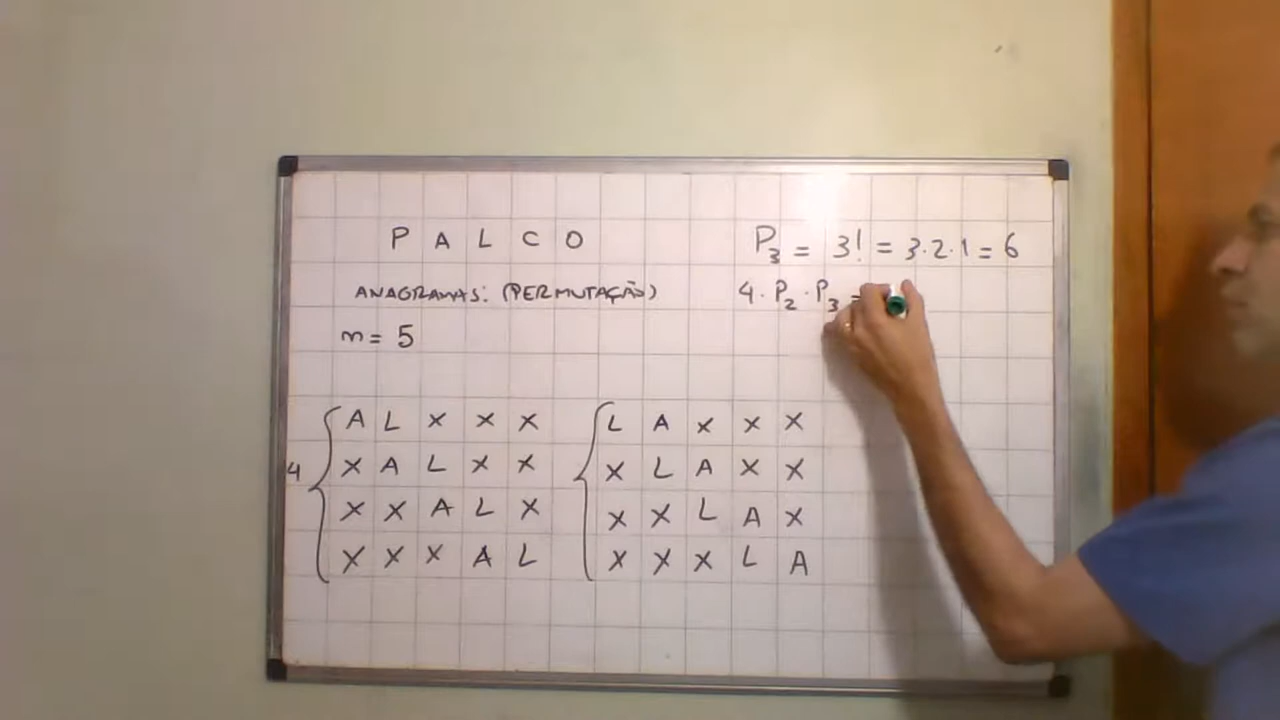 P A L C O
ANAGRAMAS: (PERMUTAÇÃO)
n = 5
P₃ = 3! = 3·2·1 = 6
4·P₂·P₃ =
4
A L X X X
X A L X X
X X A L X
X X X A L
L A X X X
X L A X X
X X L A X
X X X L A